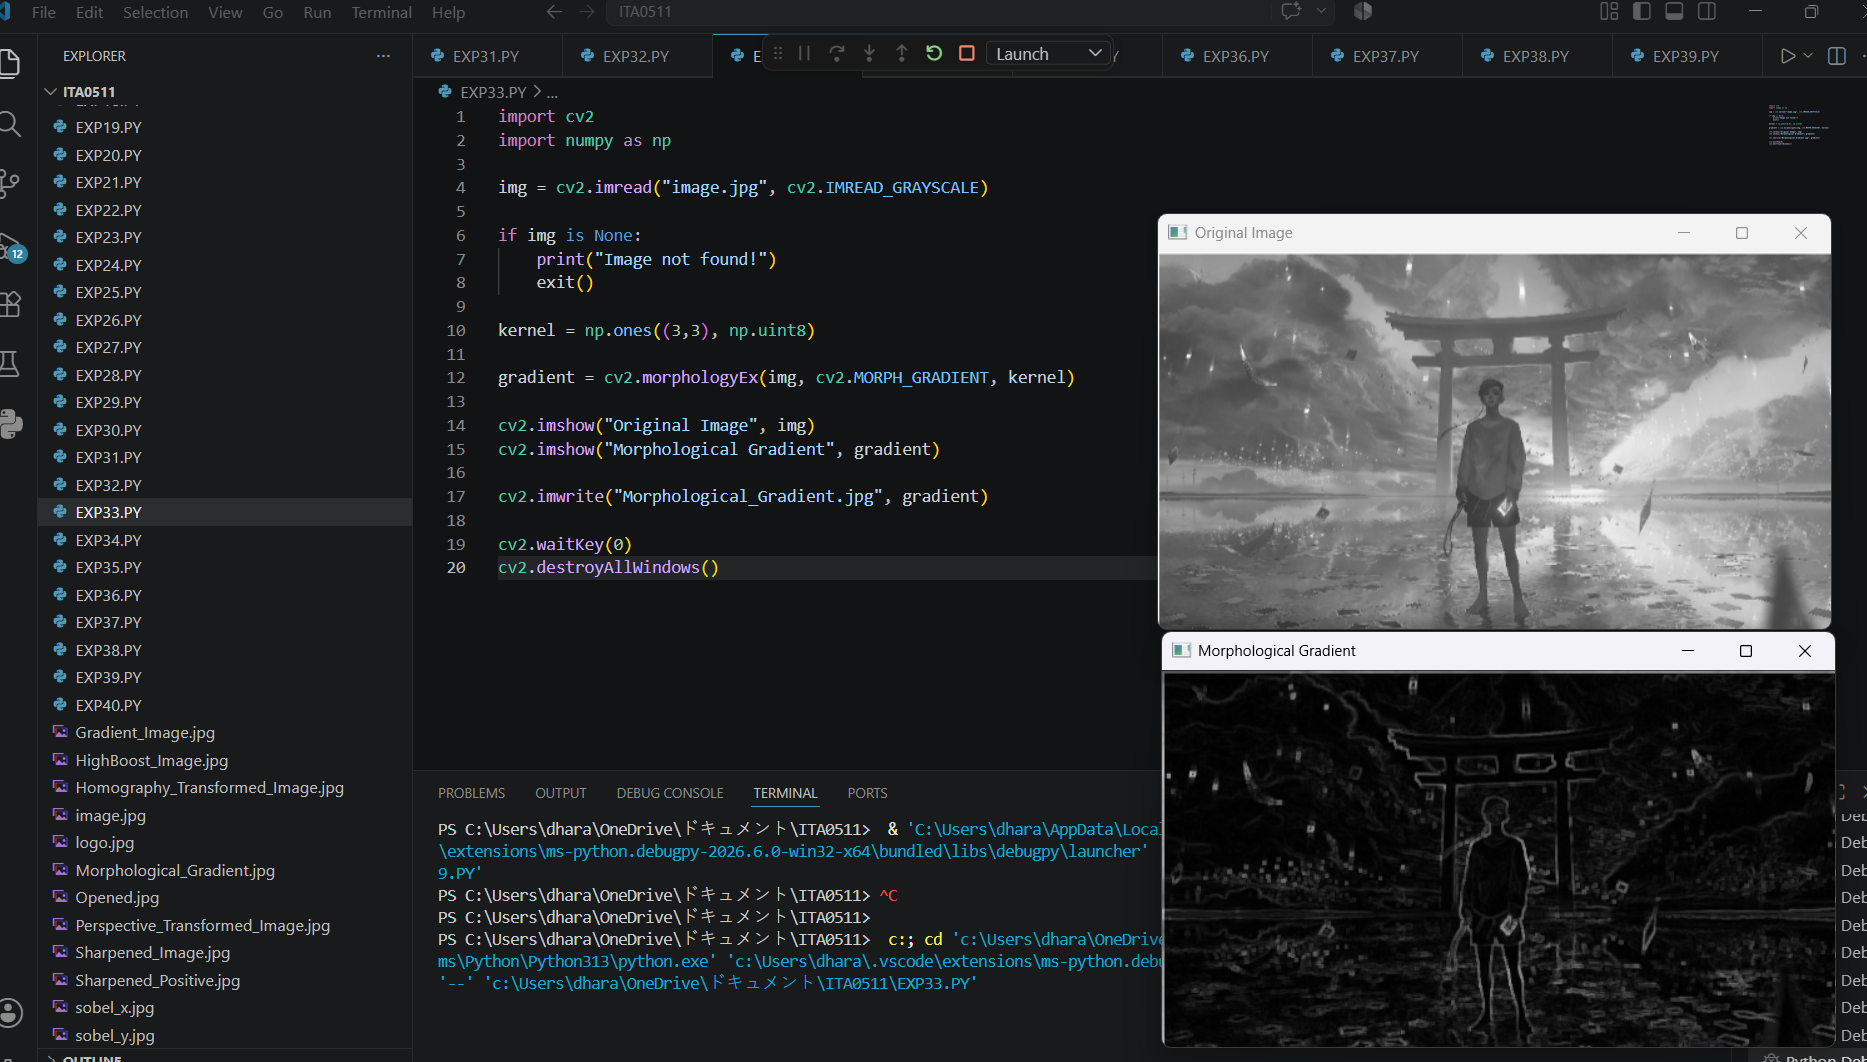 File Edit Selection View Go Run Terminal Help
ITA0511
EXPLORER
ITA0511
EXP19.PY
EXP20.PY
EXP21.PY
EXP22.PY
EXP23.PY
EXP24.PY
EXP25.PY
EXP26.PY
EXP27.PY
EXP28.PY
EXP29.PY
EXP30.PY
EXP31.PY
EXP32.PY
EXP33.PY
EXP34.PY
EXP35.PY
EXP36.PY
EXP37.PY
EXP38.PY
EXP39.PY
EXP40.PY
Gradient_Image.jpg
HighBoost_Image.jpg
Homography_Transformed_Image.jpg
image.jpg
logo.jpg
Morphological_Gradient.jpg
Opened.jpg
Perspective_Transformed_Image.jpg
Sharpened_Image.jpg
Sharpened_Positive.jpg
sobel_x.jpg
sobel_y.jpg
OUTLINE
12
EXP31.PY EXP32.PY Launch EXP36.PY EXP37.PY EXP38.PY EXP39.PY
EXP33.PY > ...
1 import cv2
2 import numpy as np
3
4 img = cv2.imread("image.jpg", cv2.IMREAD_GRAYSCALE)
5
6 if img is None:
7 print("Image not found!")
8 exit()
9
10 kernel = np.ones((3,3), np.uint8)
11
12 gradient = cv2.morphologyEx(img, cv2.MORPH_GRADIENT, kernel)
13
14 cv2.imshow("Original Image", img)
15 cv2.imshow("Morphological Gradient", gradient)
16
17 cv2.imwrite("Morphological_Gradient.jpg", gradient)
18
19 cv2.waitKey(0)
20 cv2.destroyAllWindows()
Original Image
Morphological Gradient
PROBLEMS OUTPUT DEBUG CONSOLE TERMINAL PORTS
PS C:\Users\dhara\OneDrive\ドキュメント\ITA0511> & 'C:\Users\dhara\AppData\Local
\extensions\ms-python.debugpy-2026.6.0-win32-x64\bundled\libs\debugpy\launcher'
9.PY'
PS C:\Users\dhara\OneDrive\ドキュメント\ITA0511> ^C
PS C:\Users\dhara\OneDrive\ドキュメント\ITA0511>
PS C:\Users\dhara\OneDrive\ドキュメント\ITA0511> c:; cd 'c:\Users\dhara\OneDrive
ms\Python\Python313\python.exe' 'c:\Users\dhara\.vscode\extensions\ms-python.debu
'--' 'c:\Users\dhara\OneDrive\ドキュメント\ITA0511\EXP33.PY'
Deb
Deb
Deb
Deb
Deb
Deb
Deb
Deb
Python Deb